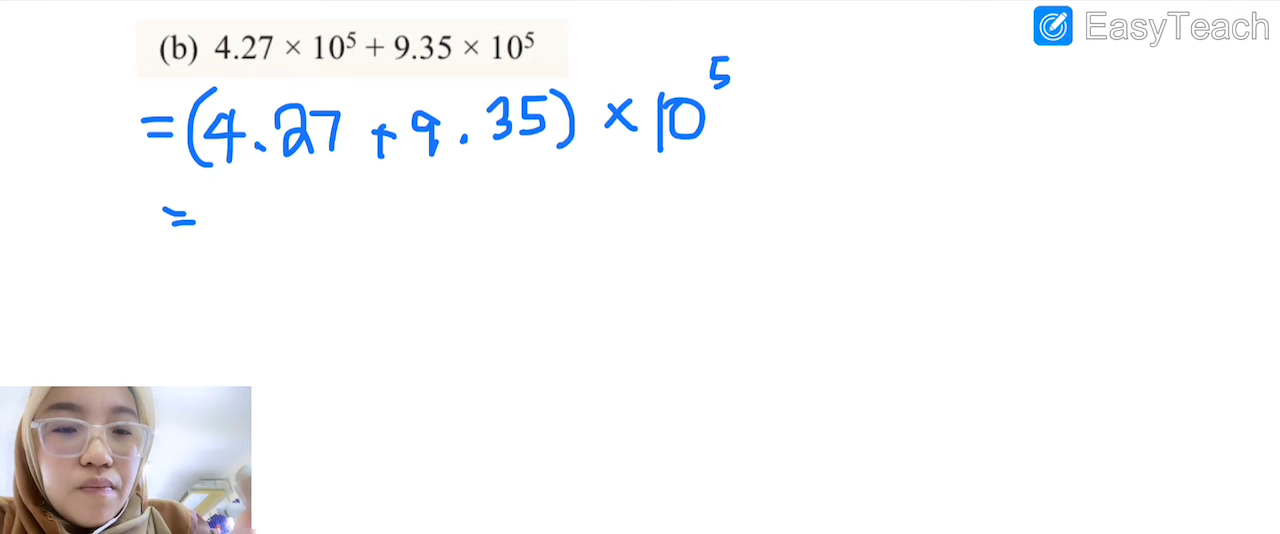 EasyTeach
(b) 4.27 × 10⁵ + 9.35 × 10⁵
= (4.27 + 9.35) × 10⁵
=